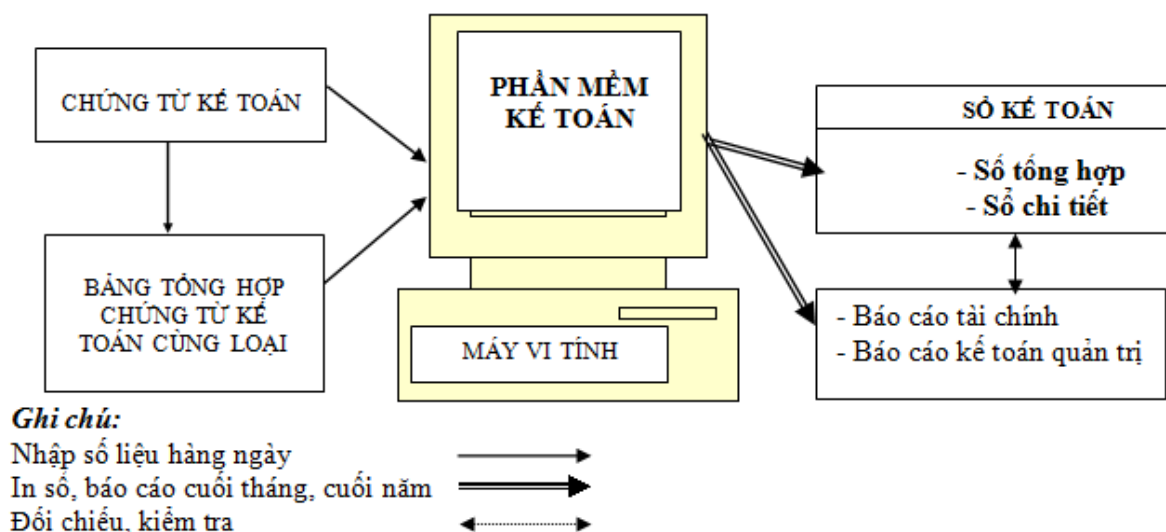 CHỨNG TỪ KẾ TOÁN
BẢNG TỔNG HỢP
CHỨNG TỪ KẾ
TOÁN CÙNG LOẠI
PHẦN MỀM
KẾ TOÁN
MÁY VI TÍNH
SỔ KẾ TOÁN
- Sổ tổng hợp
- Sổ chi tiết
- Báo cáo tài chính
- Báo cáo kế toán quản trị
Ghi chú:
Nhập số liệu hàng ngày
In sổ, báo cáo cuối tháng, cuối năm
Đối chiếu, kiểm tra